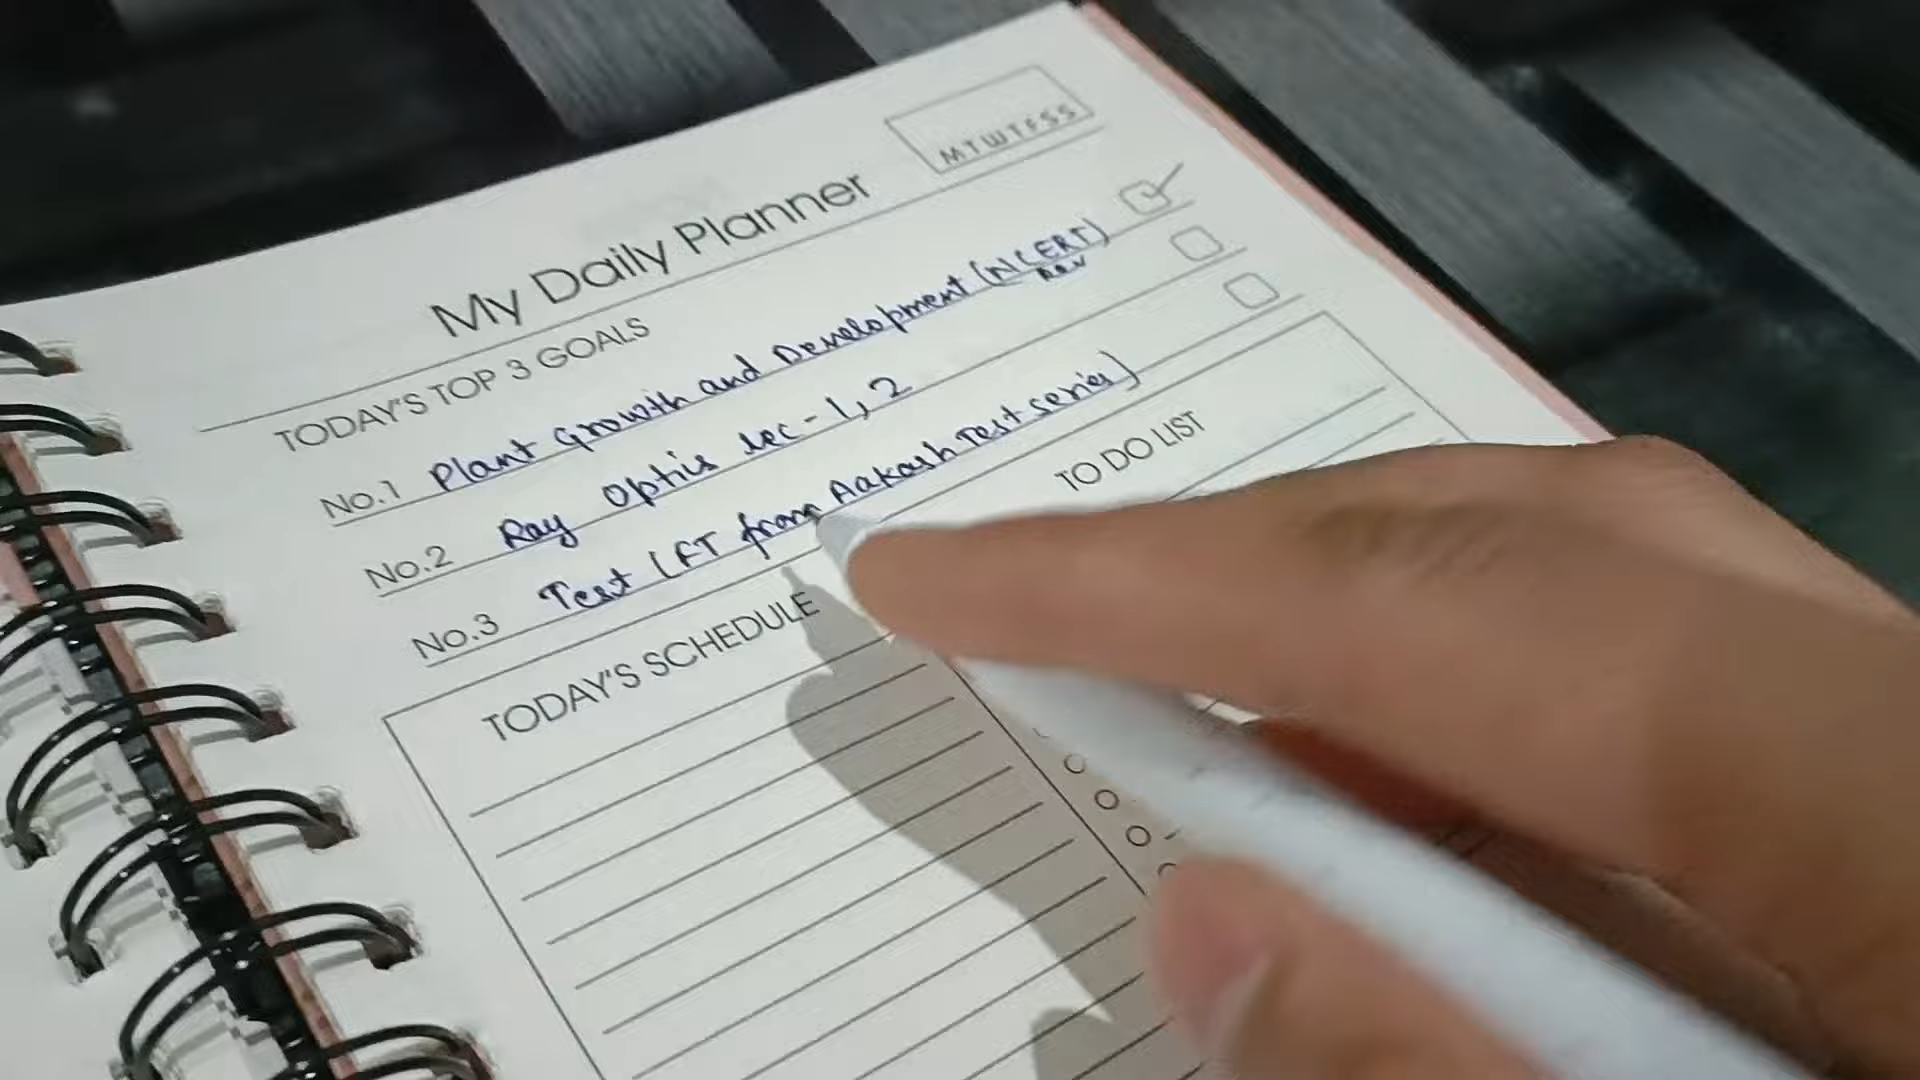 MTWTFSS
My Daily Planner
TODAY'S TOP 3 GOALS
No.1 Plant Growth and Development (NCERT)
Rev
No.2 Ray Optics Lec-1,2
No.3 Test (FT from Aakash Test series)
TODAY'S SCHEDULE
TO DO LIST